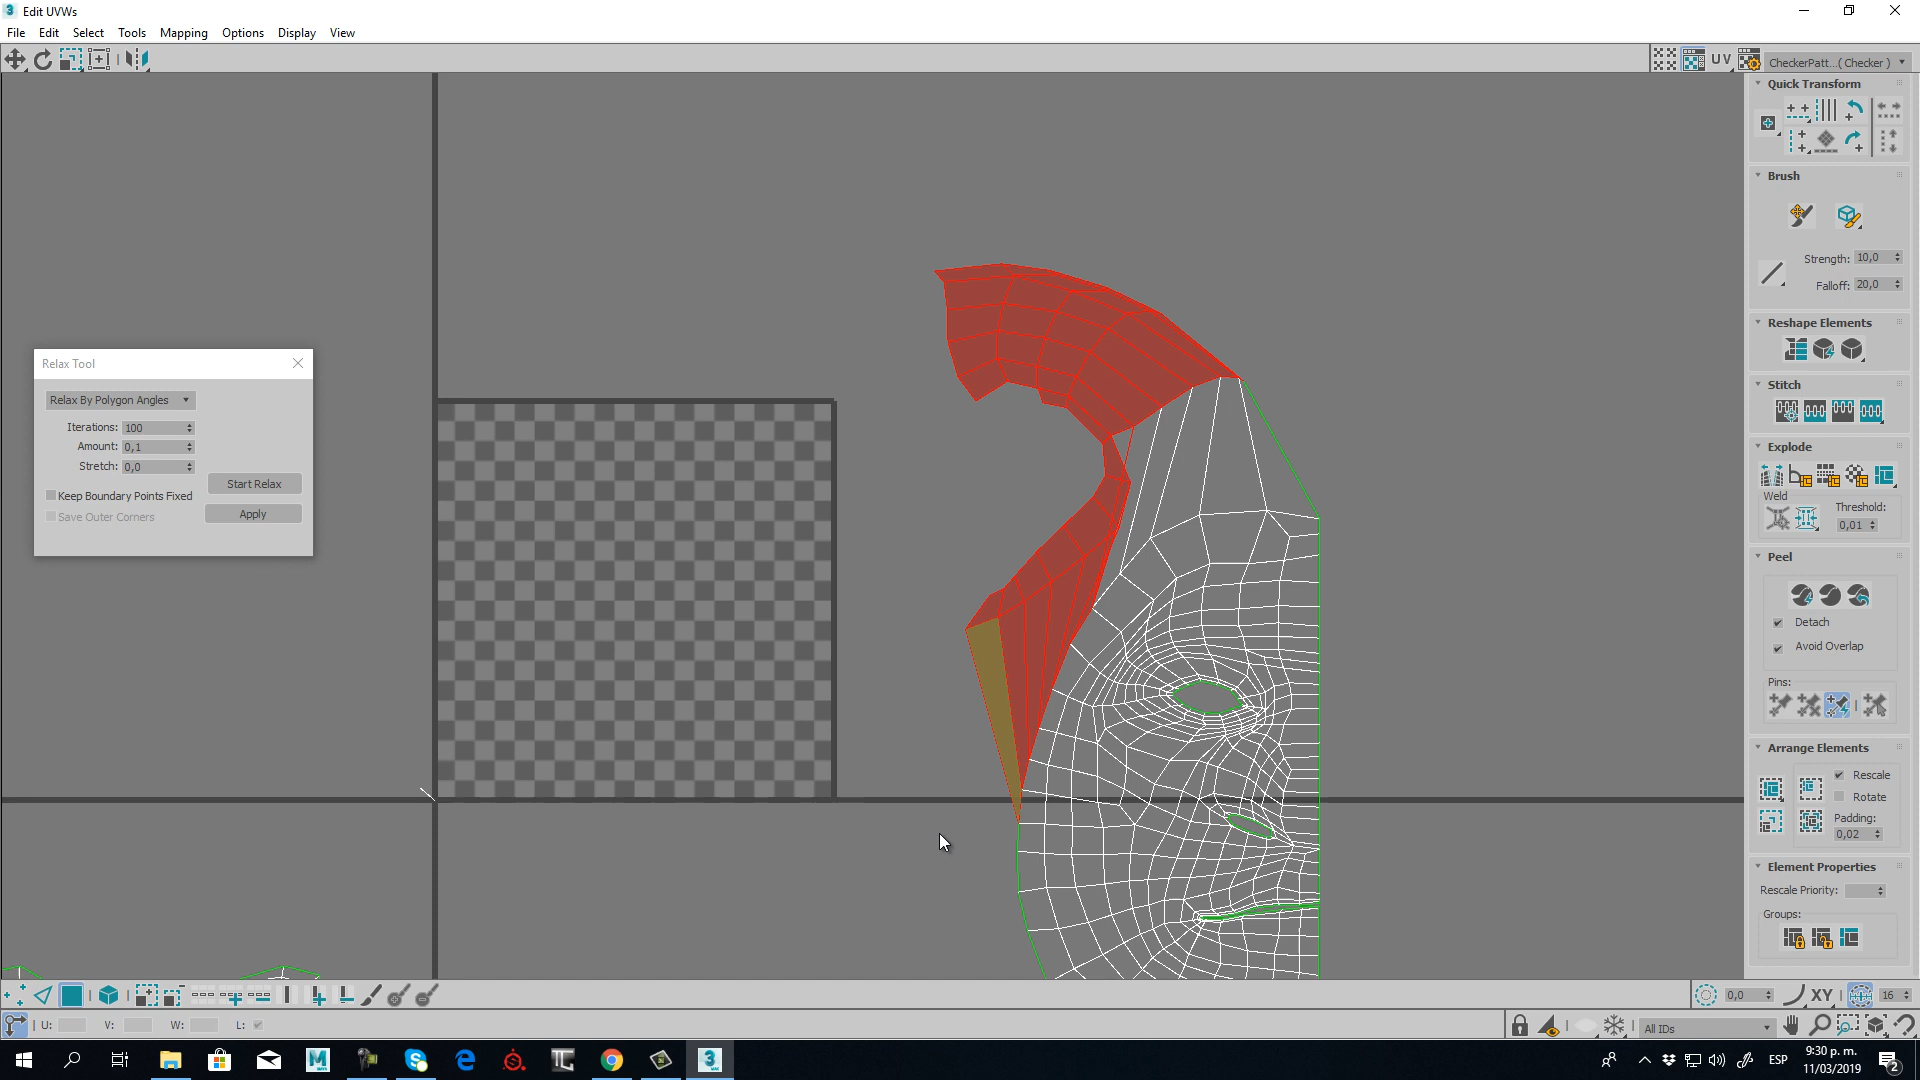 Edit UVWs
File Edit Select Tools Mapping Options Display View
UV
CheckerPatt...( Checker )
Quick Transform
Brush
Strength: 10,0
Falloff: 20,0
Reshape Elements
Stitch
Explode
Weld
Threshold:
0,01
Peel
Detach
Avoid Overlap
Pins:
Arrange Elements
Rescale
Rotate
Padding:
0,02
Element Properties
Rescale Priority:
Groups:
Relax Tool
Relax By Polygon Angles
Iterations: 100
Amount: 0,1
Stretch: 0,0
Start Relax
Keep Boundary Points Fixed
Apply
Save Outer Corners
0,0
XY
16
U:
V:
W:
L:
All IDs
ESP
9:30 p. m.
11/03/2019
2